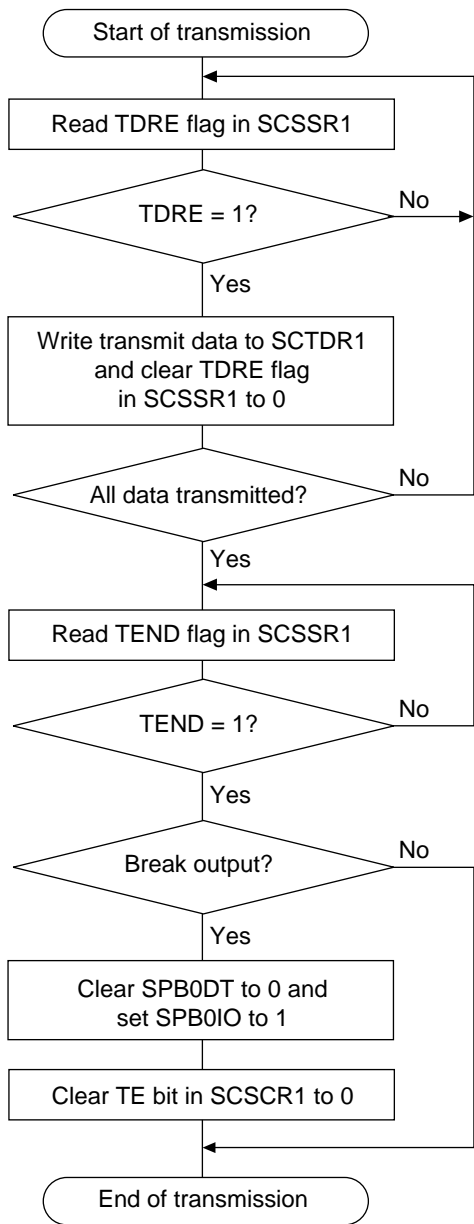 Start of transmission
Read TDRE flag in SCSSR1
TDRE = 1?
No
Yes
Write transmit data to SCTDR1
and clear TDRE flag
in SCSSR1 to 0
All data transmitted?
No
Yes
Read TEND flag in SCSSR1
TEND = 1?
No
Yes
Break output?
No
Yes
Clear SPB0DT to 0 and
set SPB0IO to 1
Clear TE bit in SCSCR1 to 0
End of transmission